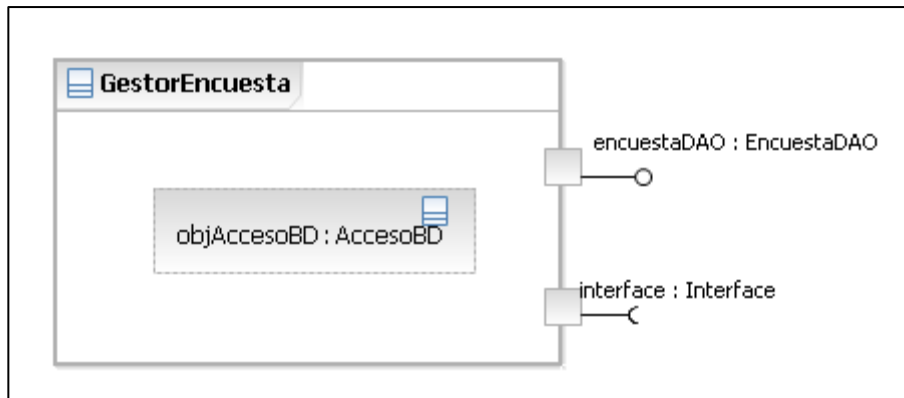 GestorEncuesta
encuestaDAO : EncuestaDAO
objAccesoBD : AccesoBD
interface : Interface